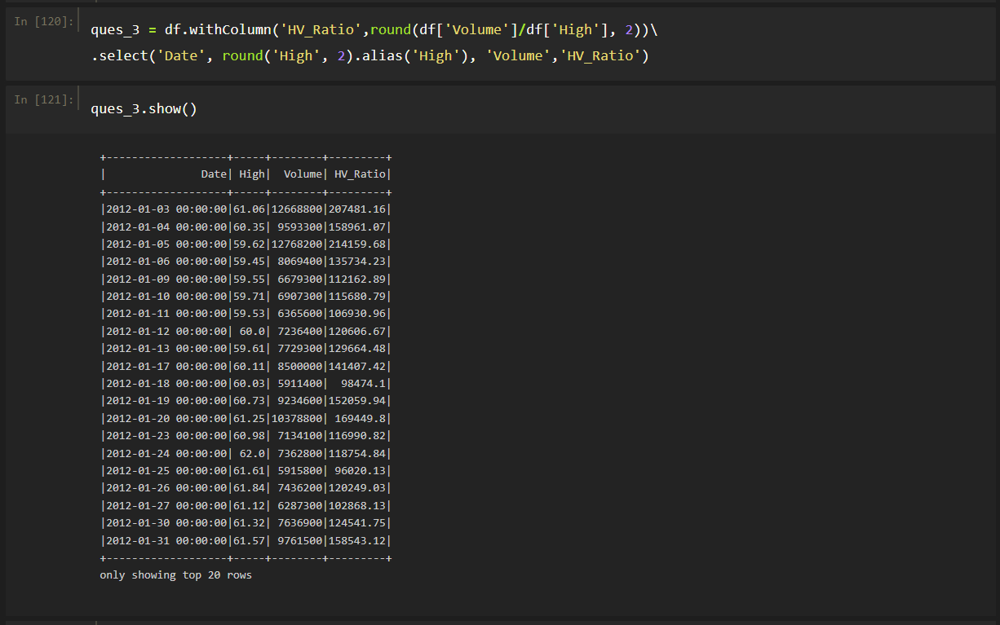 In [120]:
ques_3 = df.withColumn('HV_Ratio',round(df['Volume']/df['High'], 2))\
.select('Date', round('High', 2).alias('High'), 'Volume','HV_Ratio')
In [121]:
ques_3.show()
+-------------------+-----+--------+---------+
|               Date| High|  Volume| HV_Ratio|
+-------------------+-----+--------+---------+
|2012-01-03 00:00:00|61.06|12668800|207481.16|
|2012-01-04 00:00:00|60.35| 9593300|158961.07|
|2012-01-05 00:00:00|59.62|12768200|214159.68|
|2012-01-06 00:00:00|59.45| 8069400|135734.23|
|2012-01-09 00:00:00|59.55| 6679300|112162.89|
|2012-01-10 00:00:00|59.71| 6907300|115680.79|
|2012-01-11 00:00:00|59.53| 6365600|106930.96|
|2012-01-12 00:00:00| 60.0| 7236400|120606.67|
|2012-01-13 00:00:00|59.61| 7729300|129664.48|
|2012-01-17 00:00:00|60.11| 8500000|141407.42|
|2012-01-18 00:00:00|60.03| 5911400|  98474.1|
|2012-01-19 00:00:00|60.73| 9234600|152059.94|
|2012-01-20 00:00:00|61.25|10378800| 169449.8|
|2012-01-23 00:00:00|60.98| 7134100|116990.82|
|2012-01-24 00:00:00| 62.0| 7362800|118754.84|
|2012-01-25 00:00:00|61.61| 5915800| 96020.13|
|2012-01-26 00:00:00|61.84| 7436200|120249.03|
|2012-01-27 00:00:00|61.12| 6287300|102868.13|
|2012-01-30 00:00:00|61.32| 7636900|124541.75|
|2012-01-31 00:00:00|61.57| 9761500|158543.12|
+-------------------+-----+--------+---------+
only showing top 20 rows